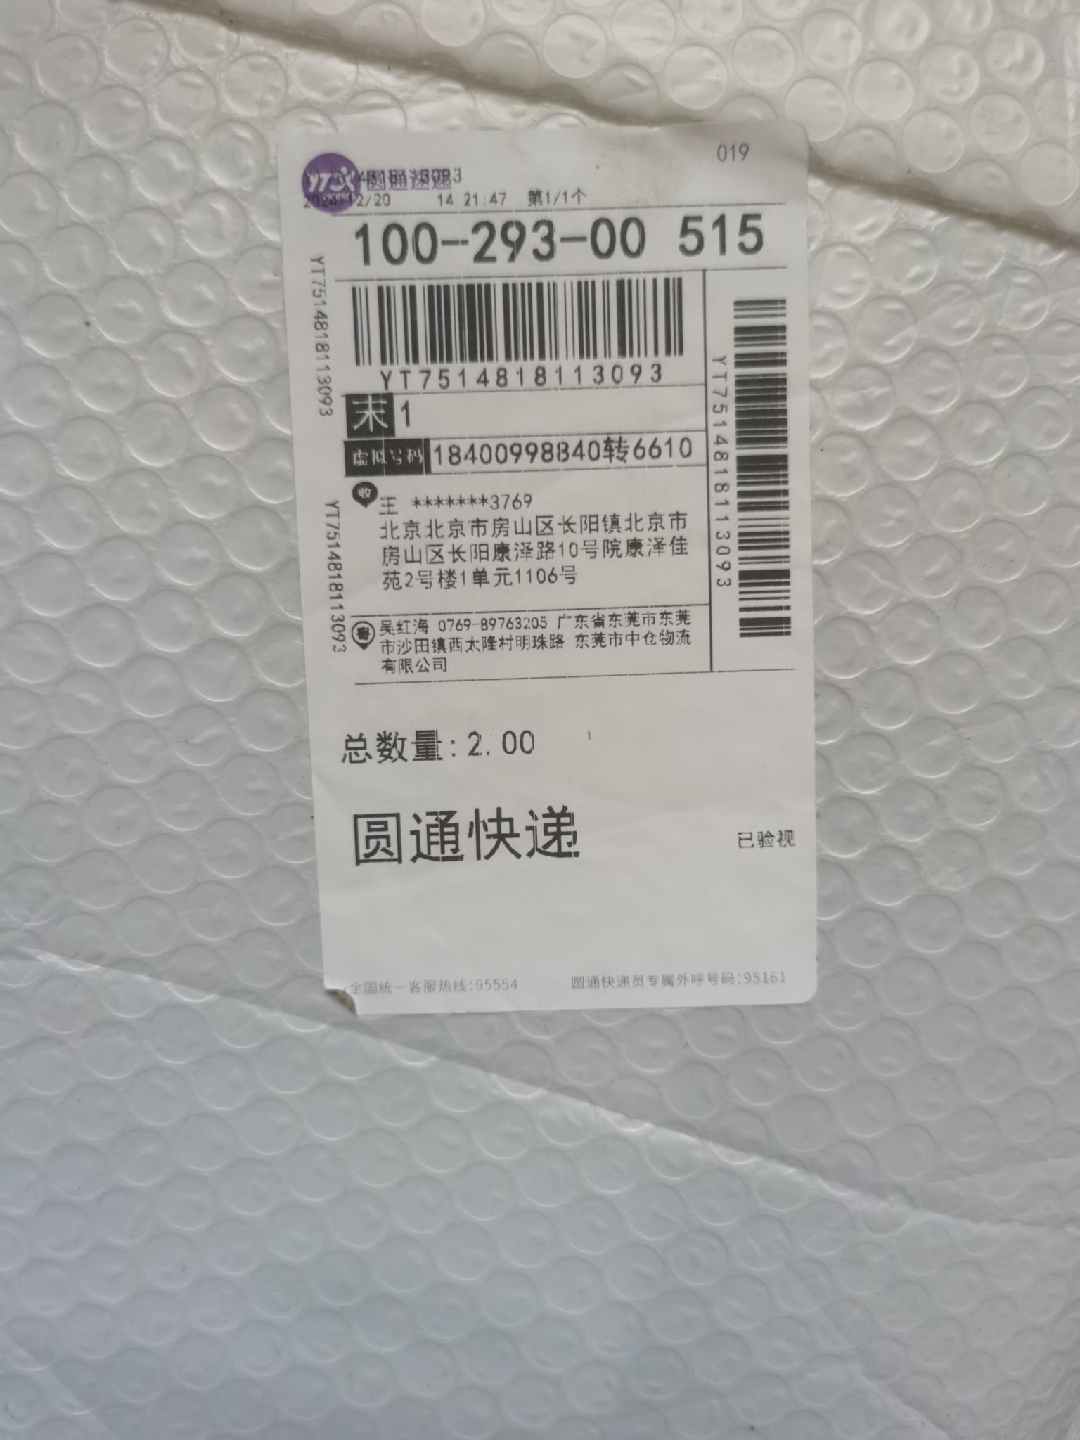 019
圆通速递
12/20 14 21:47 第1/1个
100-293-00 515
YT7514818113093
YT7514818113093
末1
虚拟号码 18400998840转6610
收 王 *******3769
北京北京市房山区长阳镇北京市
房山区长阳康泽路10号院康泽佳
苑2号楼1单元1106号
YT7514818113093
YT7514818113093
寄 吴红海 0769-89763205 广东省东莞市东莞
市沙田镇西太隆村明珠路 东莞市中仓物流
有限公司
总数量:2.00
圆通快递
已验视
全国统一客服热线:95554
圆通快递员专属外呼号码:95161